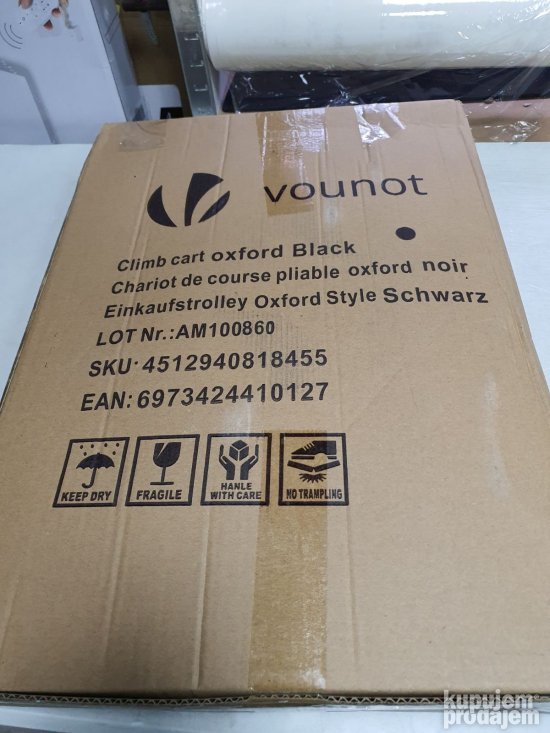 vounot
Climb cart oxford Black
Chariot de course pliable oxford noir
Einkaufstrolley Oxford Style Schwarz
LOT Nr.:AM100860
SKU: 4512940818455
EAN: 6973424410127
KEEP DRY
FRAGILE
HANLE
WITH CARE
NO TRAMPLING
kupujem
prodajem